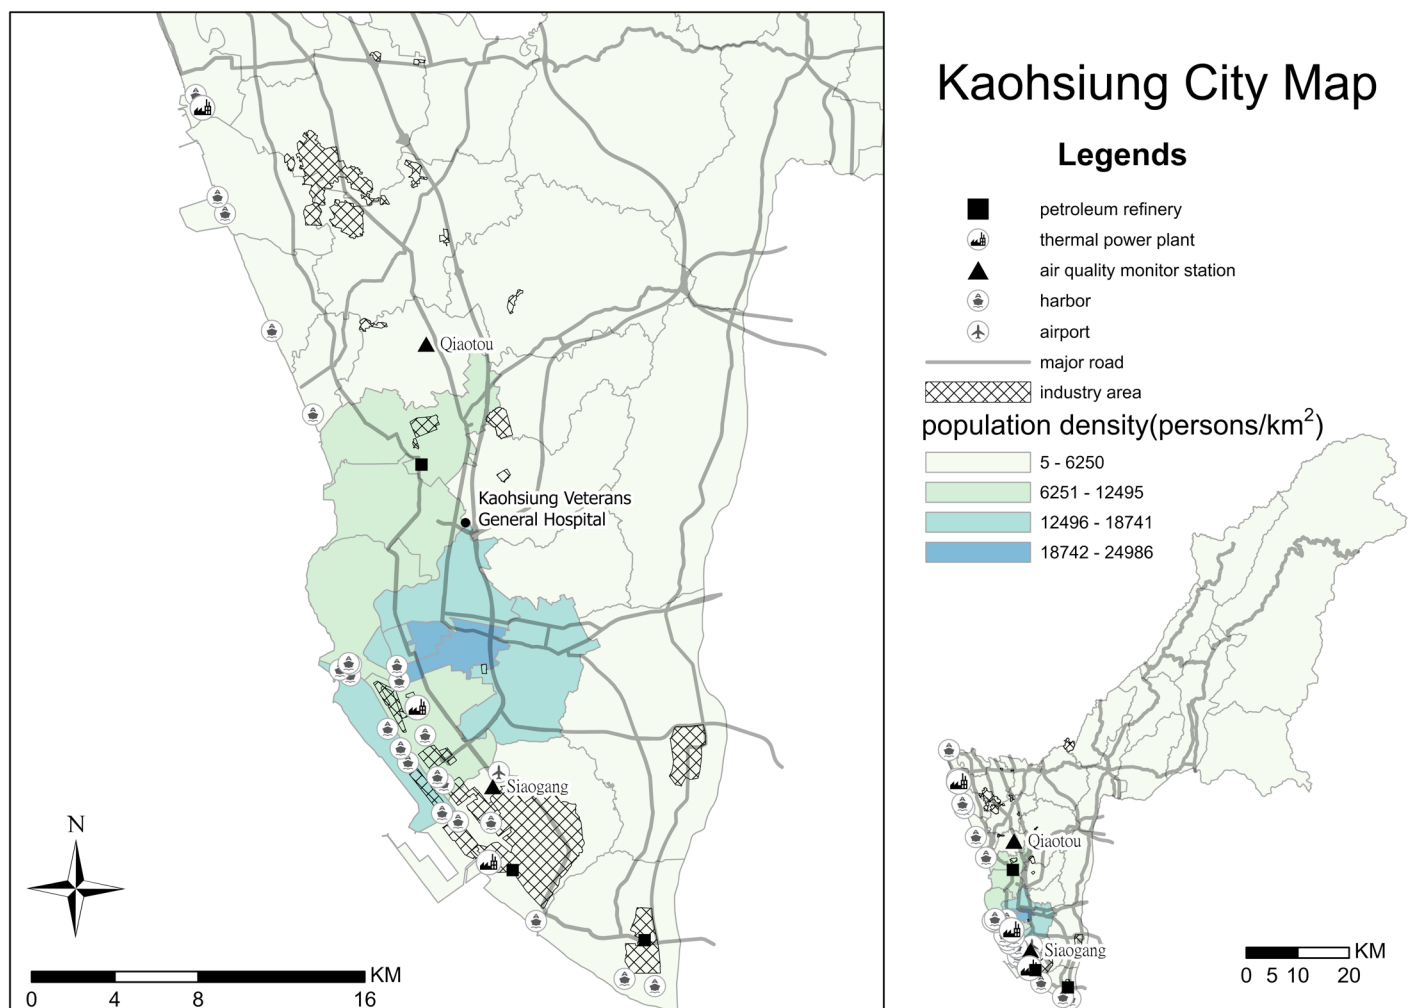 Kaohsiung City Map
Legends
petroleum refinery
thermal power plant
air quality monitor station
harbor
airport
major road
industry area
population density(persons/km²)
5 - 6250
6251 - 12495
12496 - 18741
18742 - 24986
Qiaotou
Kaohsiung Veterans
General Hospital
Siaogang
N
KM
0 4 8 16
Qiaotou
Siaogang
KM
0 5 10 20